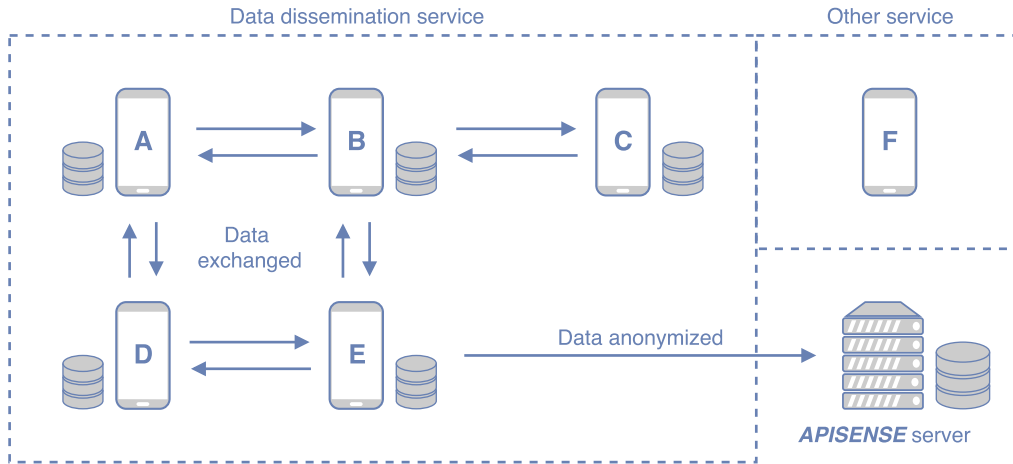 Data dissemination service
Other service
A
B
C
F
Data
exchanged
D
E
Data anonymized
APISENSE server